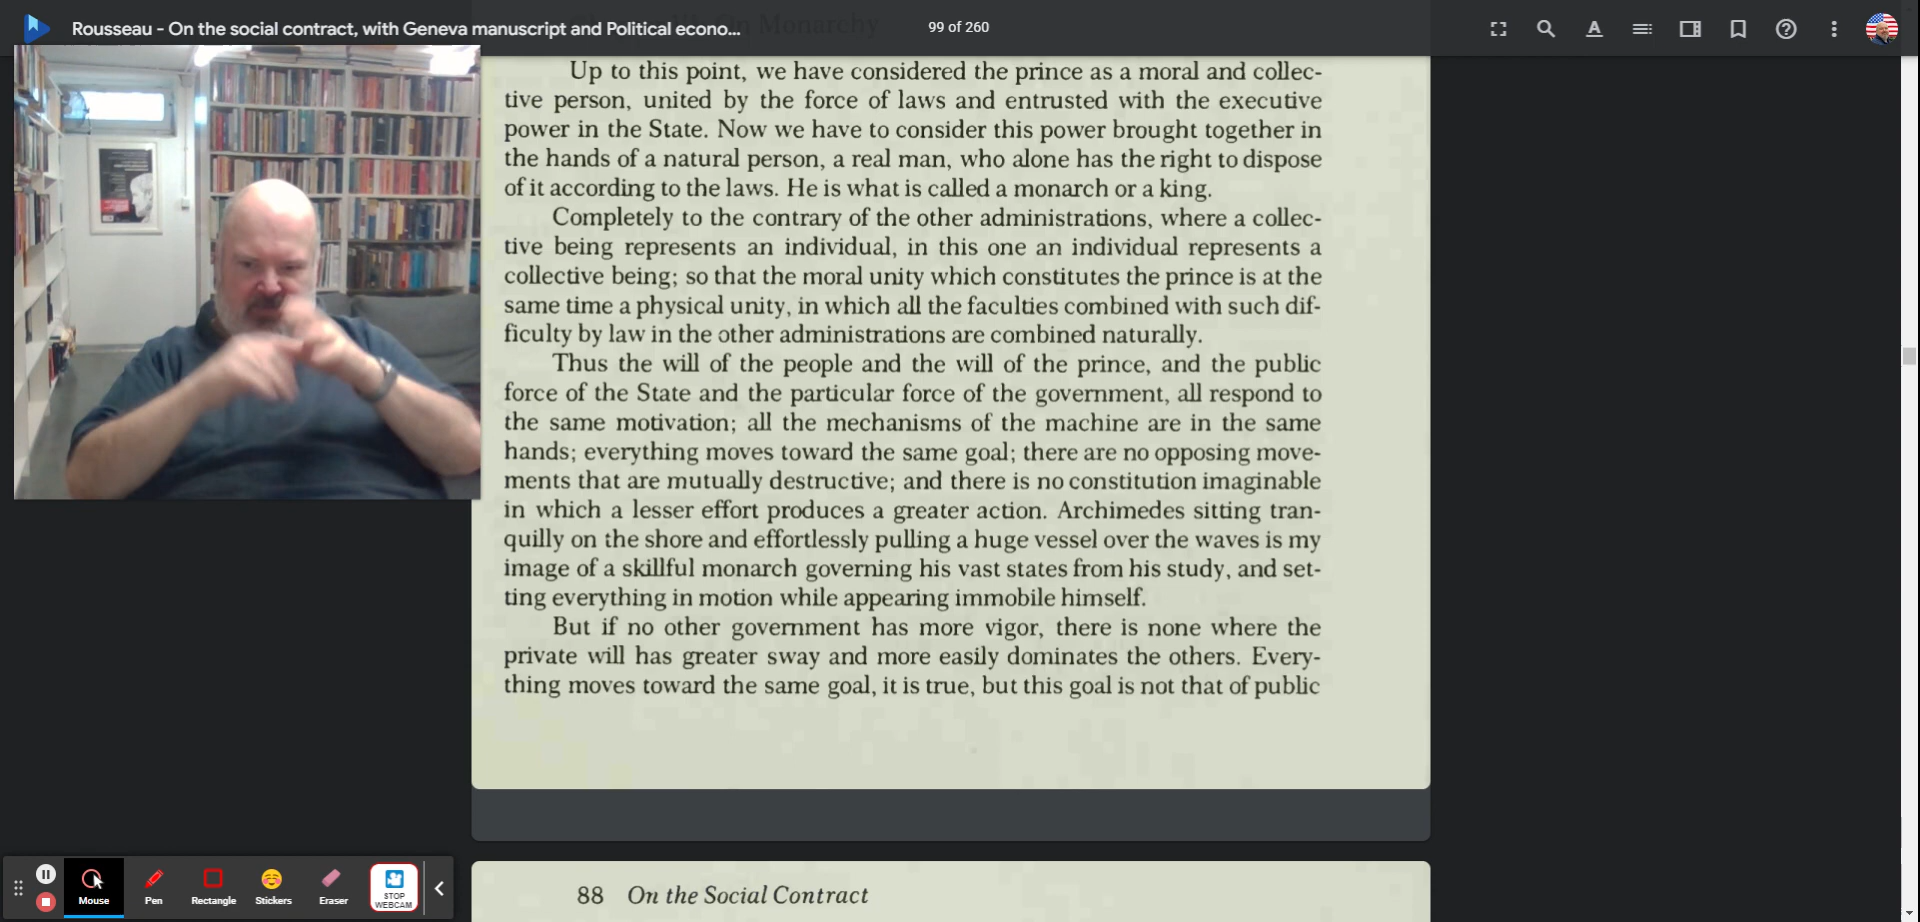 Rousseau - On the social contract, with Geneva manuscript and Political econo...
99 of 260
Monarchy
Up to this point, we have considered the prince as a moral and collec-
tive person, united by the force of laws and entrusted with the executive
power in the State. Now we have to consider this power brought together in
the hands of a natural person, a real man, who alone has the right to dispose
of it according to the laws. He is what is called a monarch or a king.
Completely to the contrary of the other administrations, where a collec-
tive being represents an individual, in this one an individual represents a
collective being; so that the moral unity which constitutes the prince is at the
same time a physical unity, in which all the faculties combined with such dif-
ficulty by law in the other administrations are combined naturally.
Thus the will of the people and the will of the prince, and the public
force of the State and the particular force of the government, all respond to
the same motivation; all the mechanisms of the machine are in the same
hands; everything moves toward the same goal; there are no opposing move-
ments that are mutually destructive; and there is no constitution imaginable
in which a lesser effort produces a greater action. Archimedes sitting tran-
quilly on the shore and effortlessly pulling a huge vessel over the waves is my
image of a skillful monarch governing his vast states from his study, and set-
ting everything in motion while appearing immobile himself.
But if no other government has more vigor, there is none where the
private will has greater sway and more easily dominates the others. Every-
thing moves toward the same goal, it is true, but this goal is not that of public
88 On the Social Contract
Mouse
Pen
Rectangle
Stickers
Eraser
STOP
WEBCAM